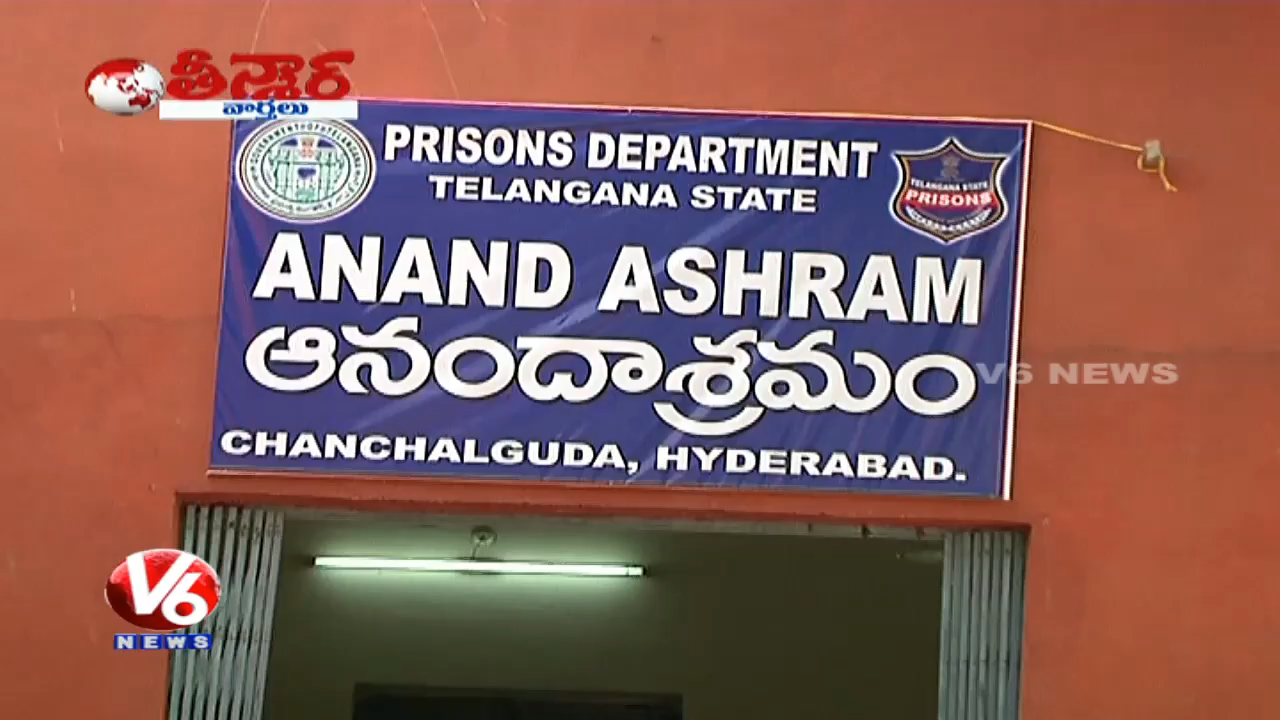 తీన్మార్
వార్తలు
PRISONS DEPARTMENT
TELANGANA STATE
TELANGANA STATE
PRISONS
ANAND ASHRAM
ఆనందాశ్రమం
V6 NEWS
CHANCHALGUDA, HYDERABAD.
V6
NEWS